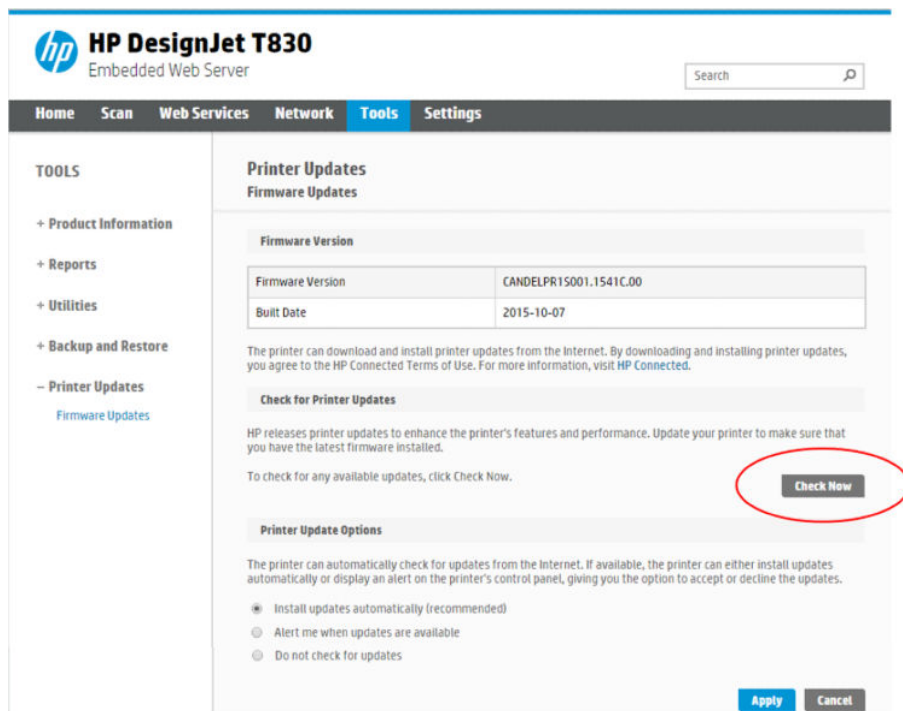 hp
HP DesignJet T830
Embedded Web Server
Search
Home Scan Web Services Network Tools Settings
TOOLS
+ Product Information
+ Reports
+ Utilities
+ Backup and Restore
– Printer Updates
Firmware Updates
Printer Updates
Firmware Updates
Firmware Version
Firmware Version CANDELPR1S001.1541C.00
Built Date 2015-10-07
The printer can download and install printer updates from the Internet. By downloading and installing printer updates,
you agree to the HP Connected Terms of Use. For more information, visit HP Connected.
Check for Printer Updates
HP releases printer updates to enhance the printer's features and performance. Update your printer to make sure that
you have the latest firmware installed.
To check for any available updates, click Check Now.
Check Now
Printer Update Options
The printer can automatically check for updates from the Internet. If available, the printer can either install updates
automatically or display an alert on the printer's control panel, giving you the option to accept or decline the updates.
Install updates automatically (recommended)
Alert me when updates are available
Do not check for updates
Apply Cancel